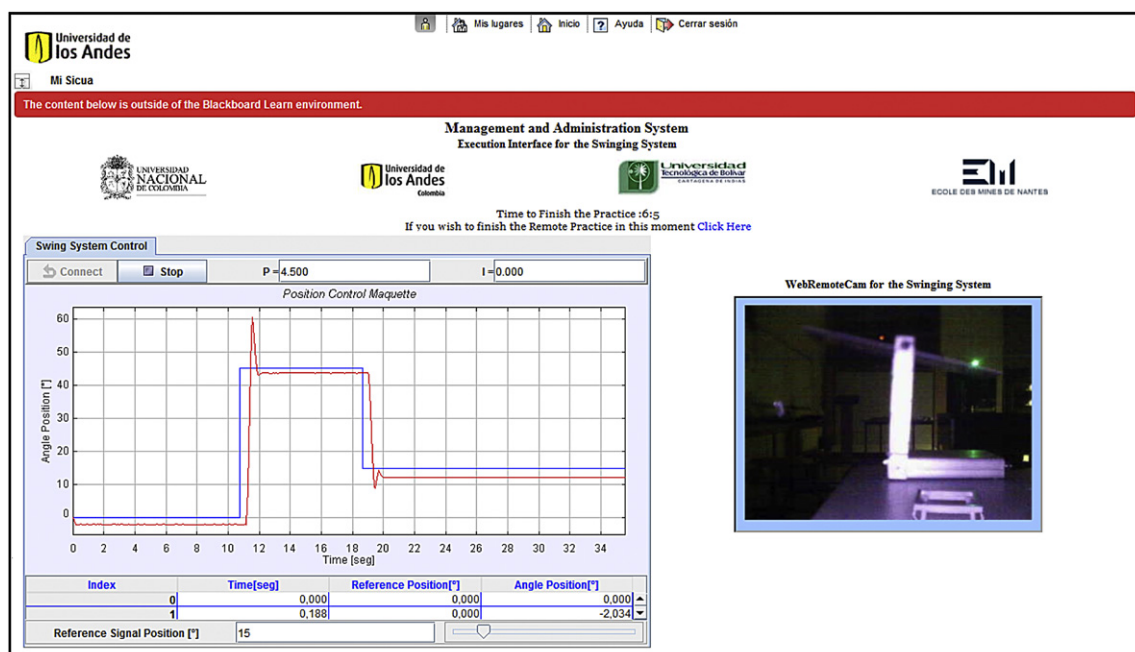 Mis lugares Inicio ? Ayuda Cerrar sesión
Universidad de
los Andes
Mi Sicua
The content below is outside of the Blackboard Learn environment.
Management and Administration System
Execution Interface for the Swinging System
UNIVERSIDAD
NACIONAL
DE COLOMBIA
Universidad de
los Andes
Colombia
Universidad
Tecnológica de Bolívar
CARTAGENA DE INDIAS
EM
ECOLE DES MINES DE NANTES
Time to Finish the Practice :6:5
If you wish to finish the Remote Practice in this moment Click Here
Swing System Control
Connect Stop P = 4.500 I = 0.000
Position Control Maquette
60
50
40
30
20
10
0
Angle Position [°]
0 2 4 6 8 10 12 14 16 18 20 22 24 26 28 30 32 34
Time [seg]
Index Time[seg] Reference Position[°] Angle Position[°]
0 0,000 0,000 0,000
1 0,188 0,000 -2,034
Reference Signal Position [°] 15
WebRemoteCam for the Swinging System